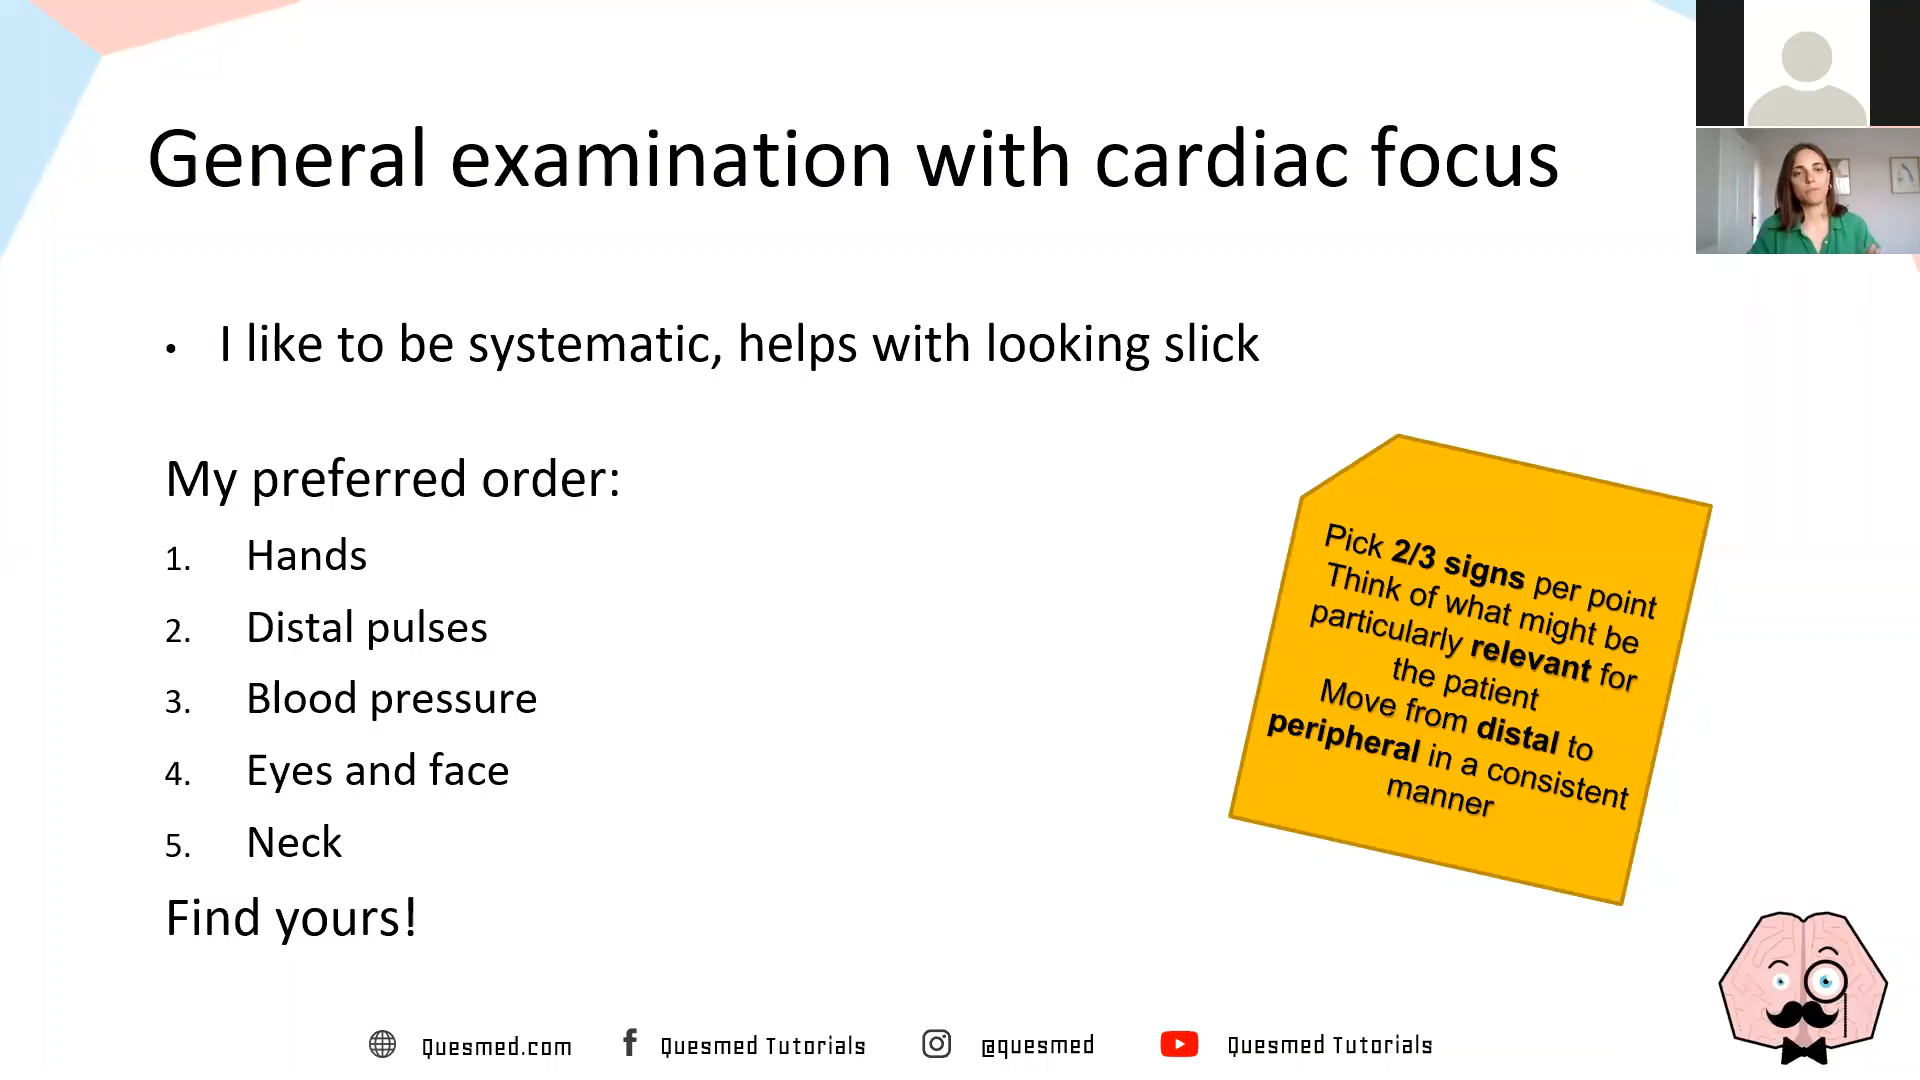 General examination with cardiac focus
• I like to be systematic, helps with looking slick
My preferred order:
1. Hands
2. Distal pulses
3. Blood pressure
4. Eyes and face
5. Neck
Find yours!
Pick 2/3 signs per point
Think of what might be
particularly relevant for
the patient
Move from distal to
peripheral in a consistent
manner
Quesmed.com
Quesmed Tutorials
@quesmed
Quesmed Tutorials